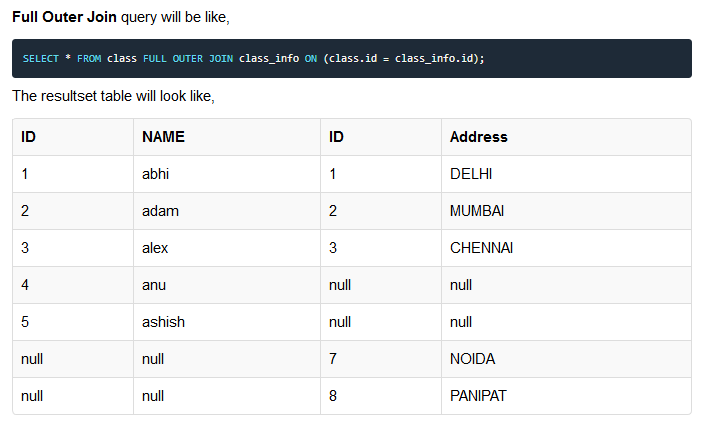 Full Outer Join query will be like,
SELECT * FROM class FULL OUTER JOIN class_info ON (class.id = class_info.id);
The resultset table will look like,
ID NAME ID Address
1 abhi 1 DELHI
2 adam 2 MUMBAI
3 alex 3 CHENNAI
4 anu null null
5 ashish null null
null null 7 NOIDA
null null 8 PANIPAT